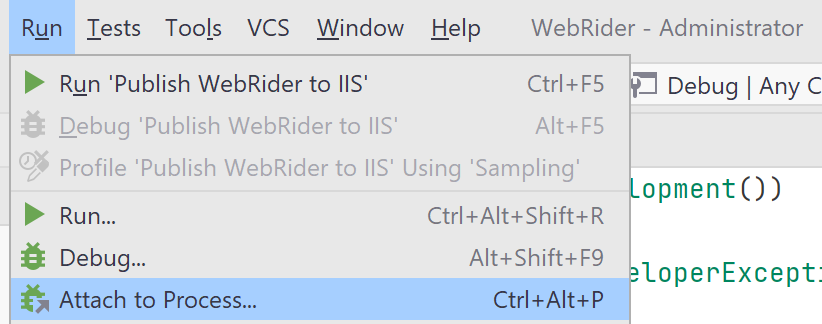 Run Tests Tools VCS Window Help WebRider - Administrator
Run 'Publish WebRider to IIS' Ctrl+F5
Debug | Any C
Debug 'Publish WebRider to IIS' Alt+F5
Profile 'Publish WebRider to IIS' Using 'Sampling'
lopment())
Run... Ctrl+Alt+Shift+R
Debug... Alt+Shift+F9
eloperExcepti
Attach to Process... Ctrl+Alt+P